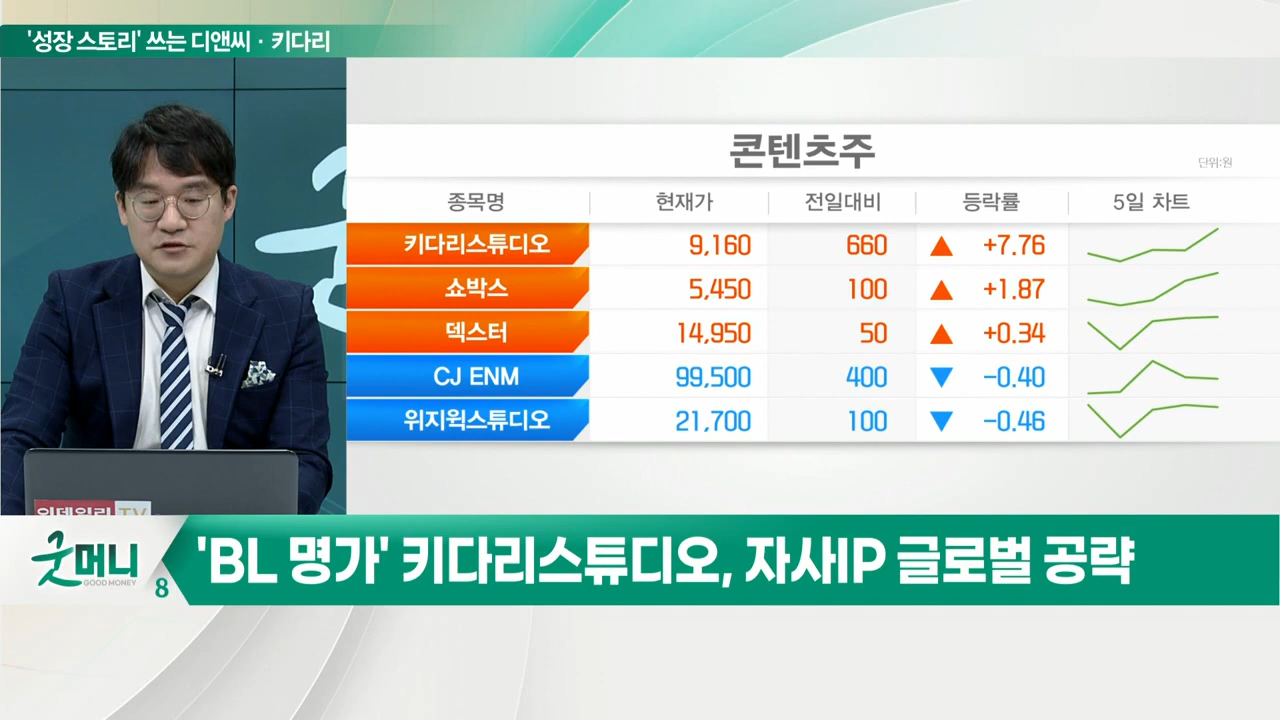 '성장 스토리' 쓰는 디앤씨 · 키다리
콘텐츠주
단위:원
종목명 현재가 전일대비 등락률 5일 차트
키다리스튜디오 9,160 660 ▲ +7.76
쇼박스 5,450 100 ▲ +1.87
덱스터 14,950 50 ▲ +0.34
CJ ENM 99,500 400 ▼ -0.40
위지윅스튜디오 21,700 100 ▼ -0.46
이데일리 TV
굿머니
GOOD MONEY
8
'BL 명가' 키다리스튜디오, 자사IP 글로벌 공략